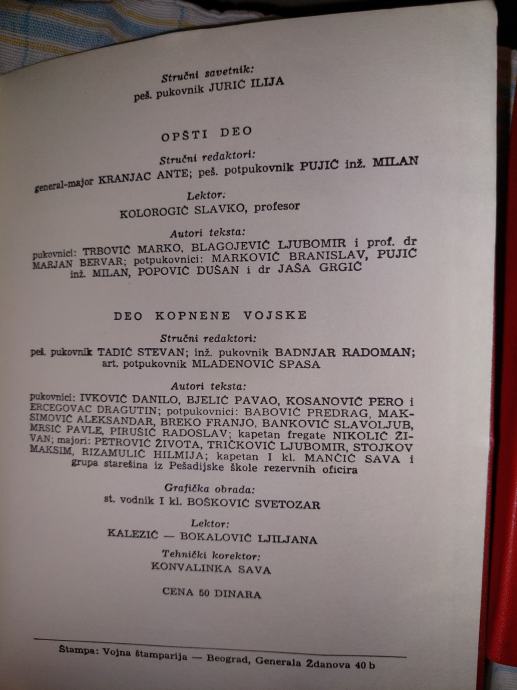 Stručni savetnik:
peš. pukovnik JURIĆ ILIJA
OPŠTI DEO
Stručni redaktori:
general-major KRANJAC ANTE; peš. potpukovnik PUJIĆ inž. MILAN
Lektor:
KOLOROGIĆ SLAVKO, profesor
Autori teksta:
pukovnici: TRBOVIĆ MARKO, BLAGOJEVIĆ LJUBOMIR i prof. dr
MARJAN BERVAR; potpukovnici: MARKOVIĆ BRANISLAV, PUJIĆ
inž. MILAN, POPOVIĆ DUŠAN i dr JAŠA GRGIĆ
DEO KOPNENE VOJSKE
Stručni redaktori:
peš. pukovnik TADIĆ STEVAN; inž. pukovnik BADNJAR RADOMAN;
art. potpukovnik MLADENOVIĆ SPASA
Autori teksta:
pukovnici: IVKOVIĆ DANILO, BJELIĆ PAVAO, KOSANOVIĆ PERO i
ERCEGOVAC DRAGUTIN; potpukovnici: BABOVIĆ PREDRAG, MAK-
SIMOVIĆ ALEKSANDAR, BREKO FRANJO, BANKOVIĆ SLAVOLJUB,
MRSIĆ PAVLE, PIRUŠIĆ RADOSLAV; kapetan fregate NIKOLIĆ ŽI-
VAN; majori: PETROVIĆ ŽIVOTA, TRIČKOVIĆ LJUBOMIR, STOJKOV
MAKSIM, RIZAMULIĆ HILMIJA; kapetan I kl. MANČIĆ SAVA i
grupa starešina iz Pešadijske škole rezervnih oficira
Grafička obrada:
st. vodnik I kl. BOŠKOVIĆ SVETOZAR
Lektor:
KALEZIĆ — BOKALOVIĆ LJILJANA
Tehnički korektor:
KONVALINKA SAVA
CENA 50 DINARA
Štampa: Vojna štamparija — Beograd, Generala Ždanova 40 b